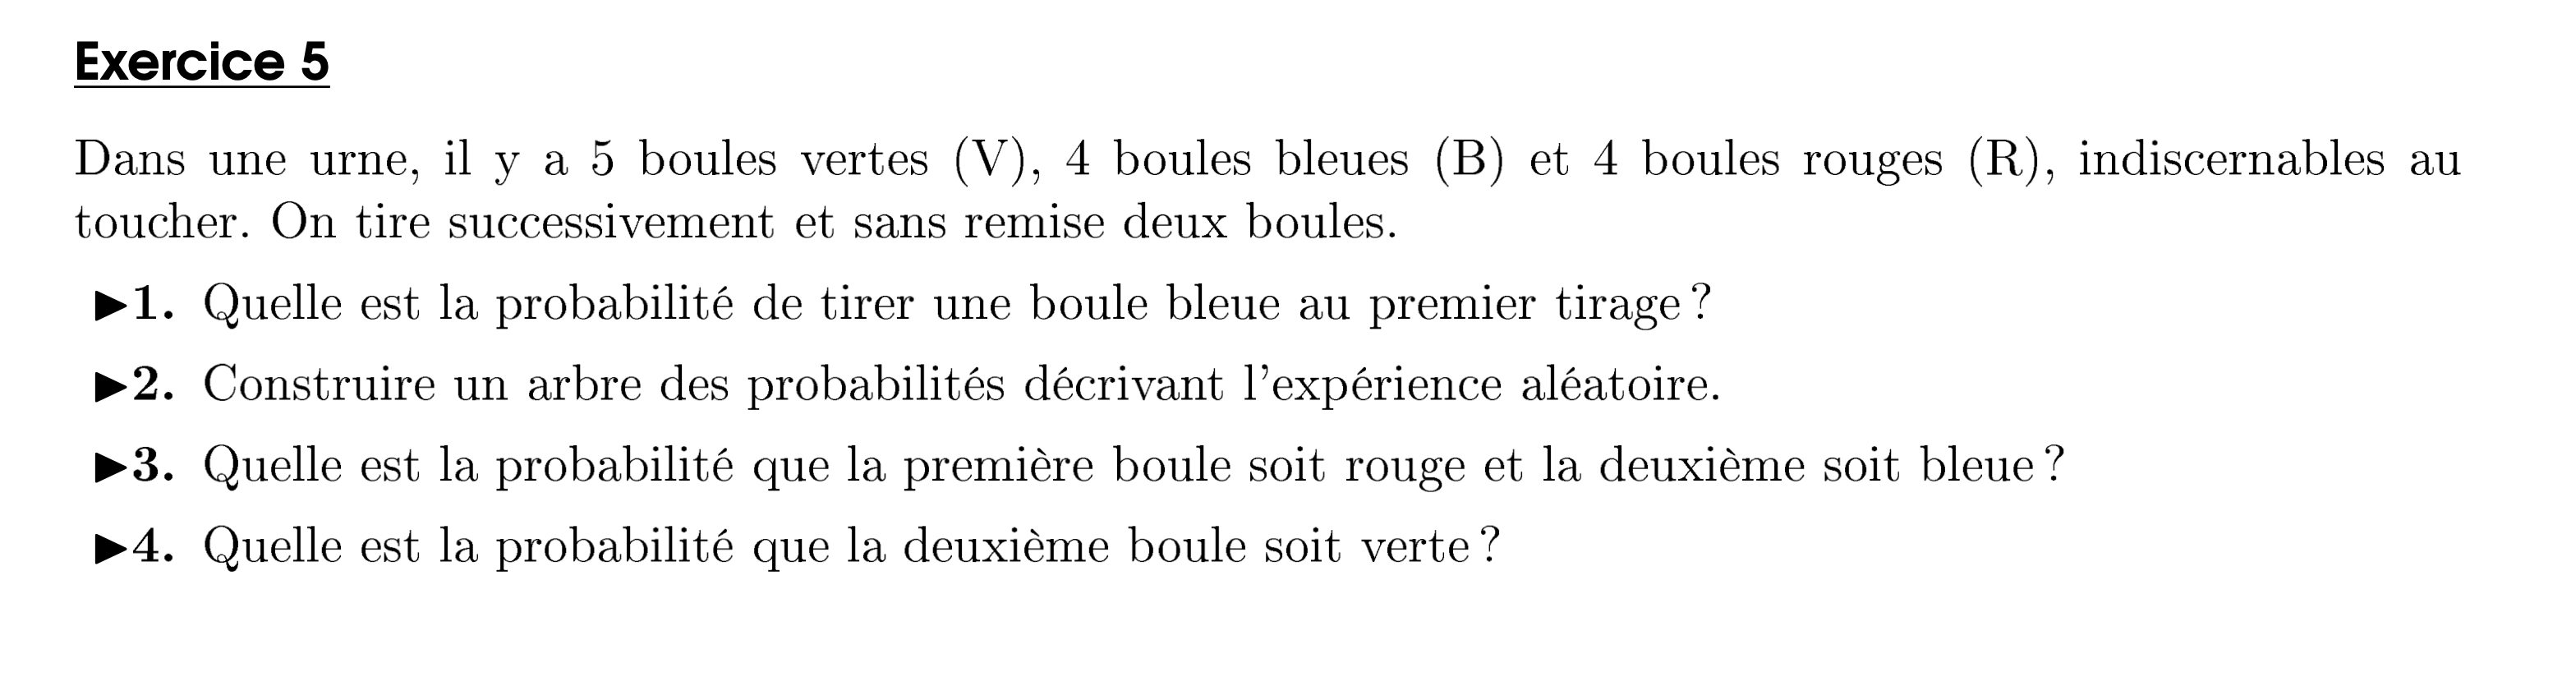 Exercice 5
Dans une urne, il y a 5 boules vertes (V), 4 boules bleues (B) et 4 boules rouges (R), indiscernables au
toucher. On tire successivement et sans remise deux boules.
▶1. Quelle est la probabilité de tirer une boule bleue au premier tirage ?
▶2. Construire un arbre des probabilités décrivant l'expérience aléatoire.
▶3. Quelle est la probabilité que la première boule soit rouge et la deuxième soit bleue ?
▶4. Quelle est la probabilité que la deuxième boule soit verte ?